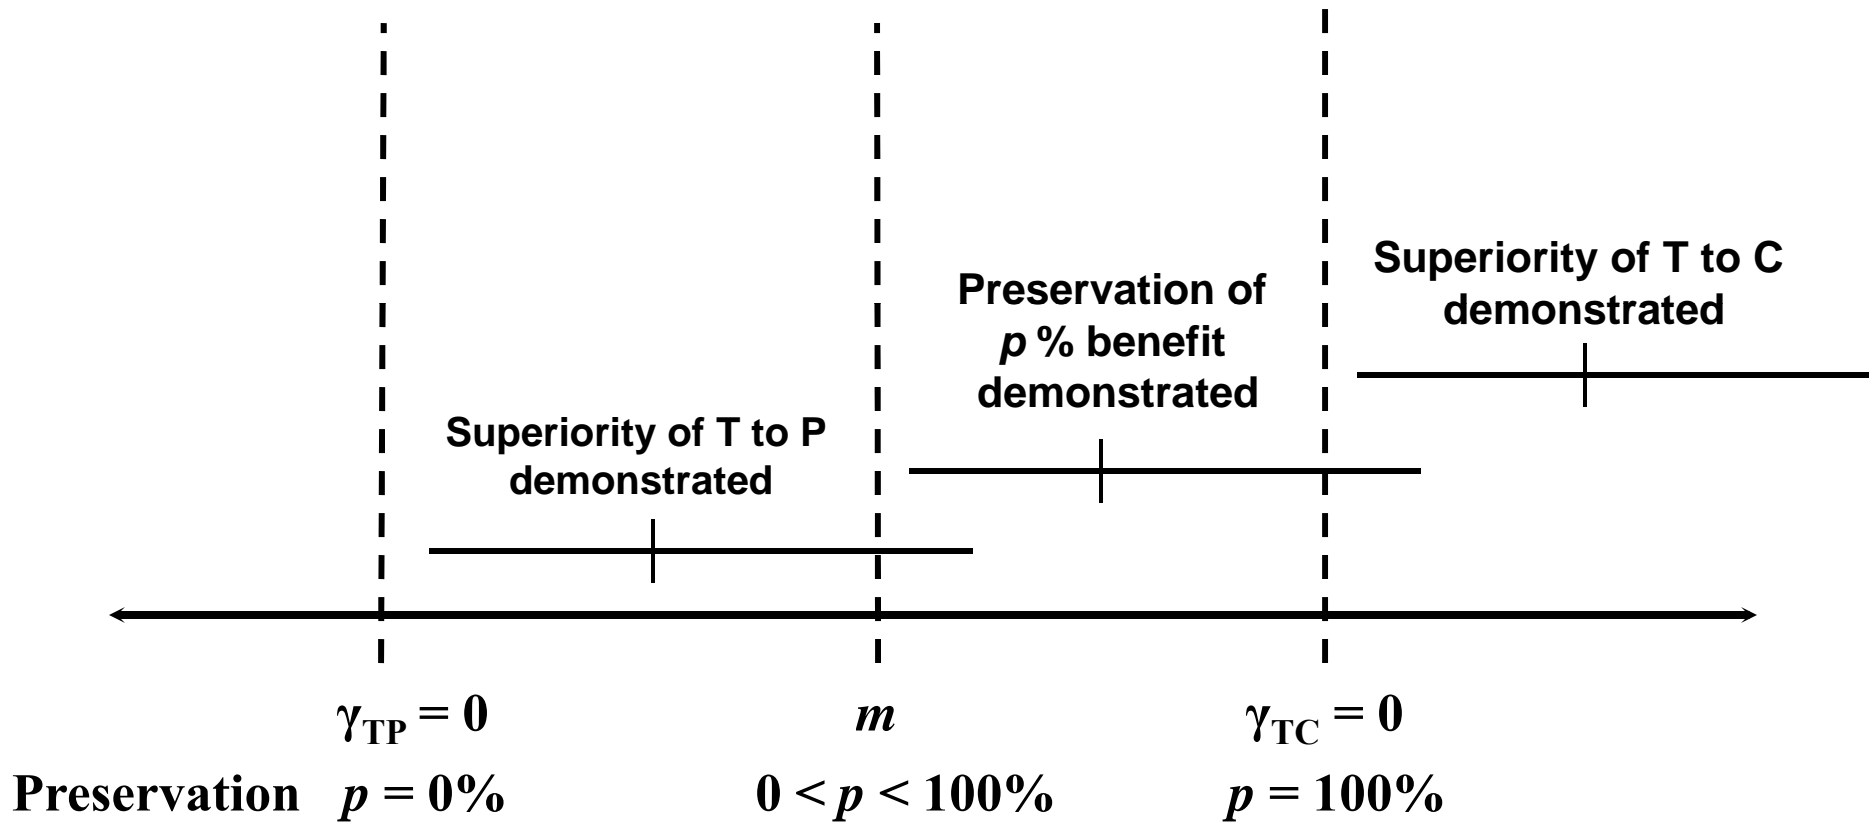 Superiority of T to C
demonstrated
Preservation of
p % benefit
demonstrated
Superiority of T to P
demonstrated
γTP = 0
m
γTC = 0
Preservation p = 0%
0 < p < 100%
p = 100%